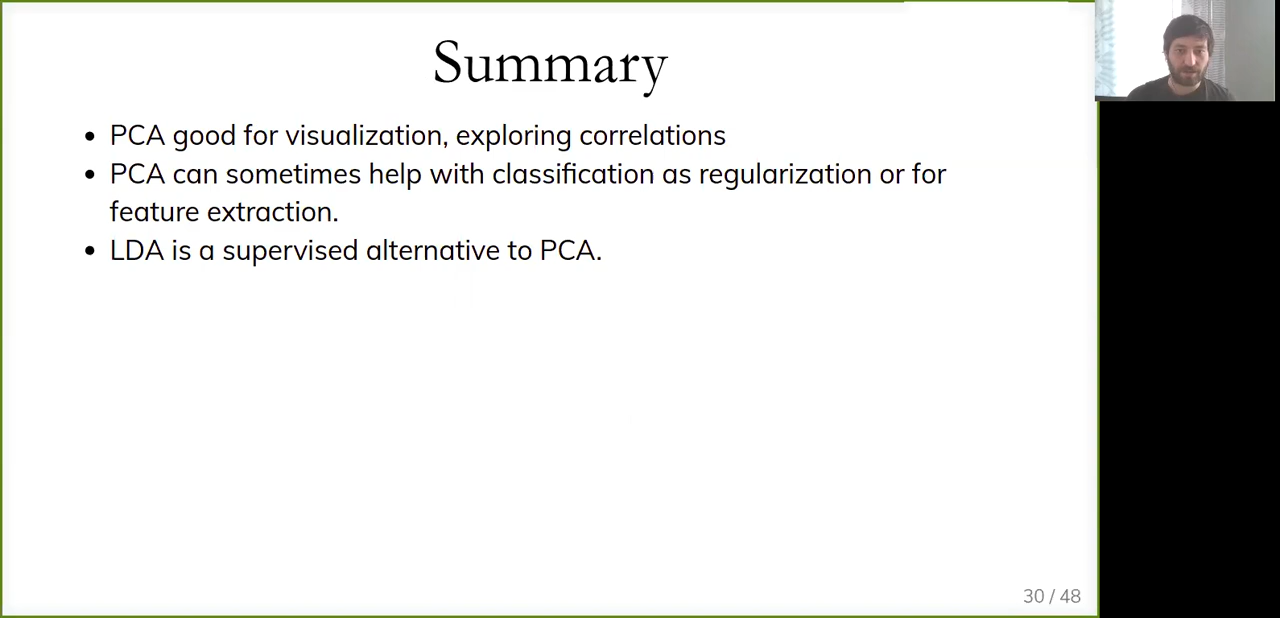 Summary
• PCA good for visualization, exploring correlations
• PCA can sometimes help with classification as regularization or for
feature extraction.
• LDA is a supervised alternative to PCA.
30 / 48